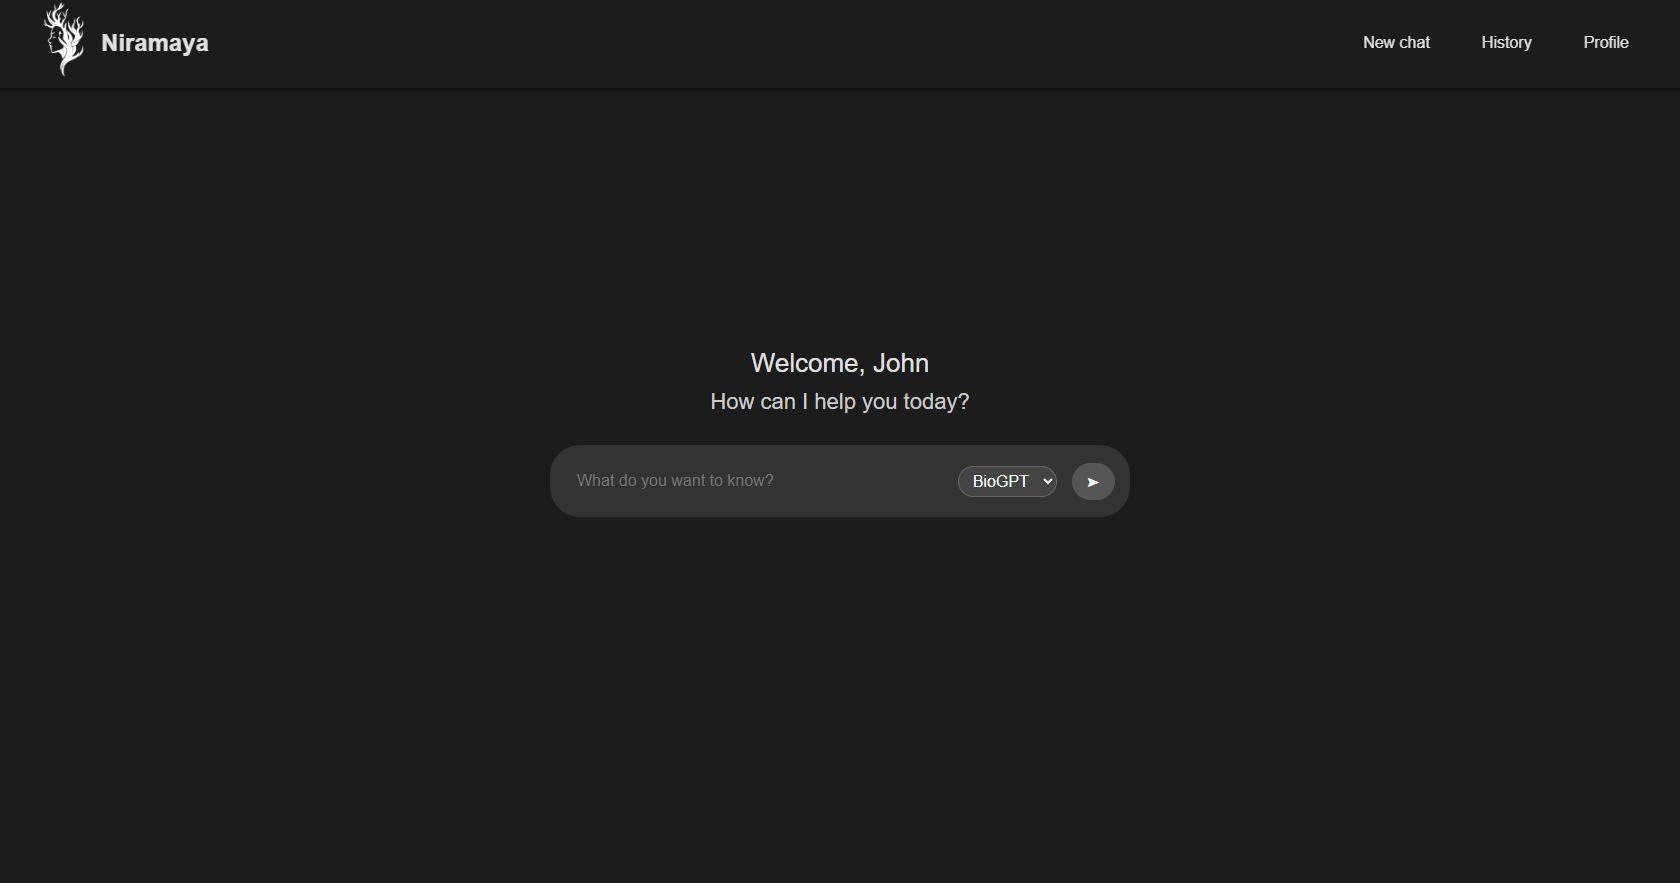 Niramaya
New chat
History
Profile
Welcome, John
How can I help you today?
What do you want to know?
BioGPT